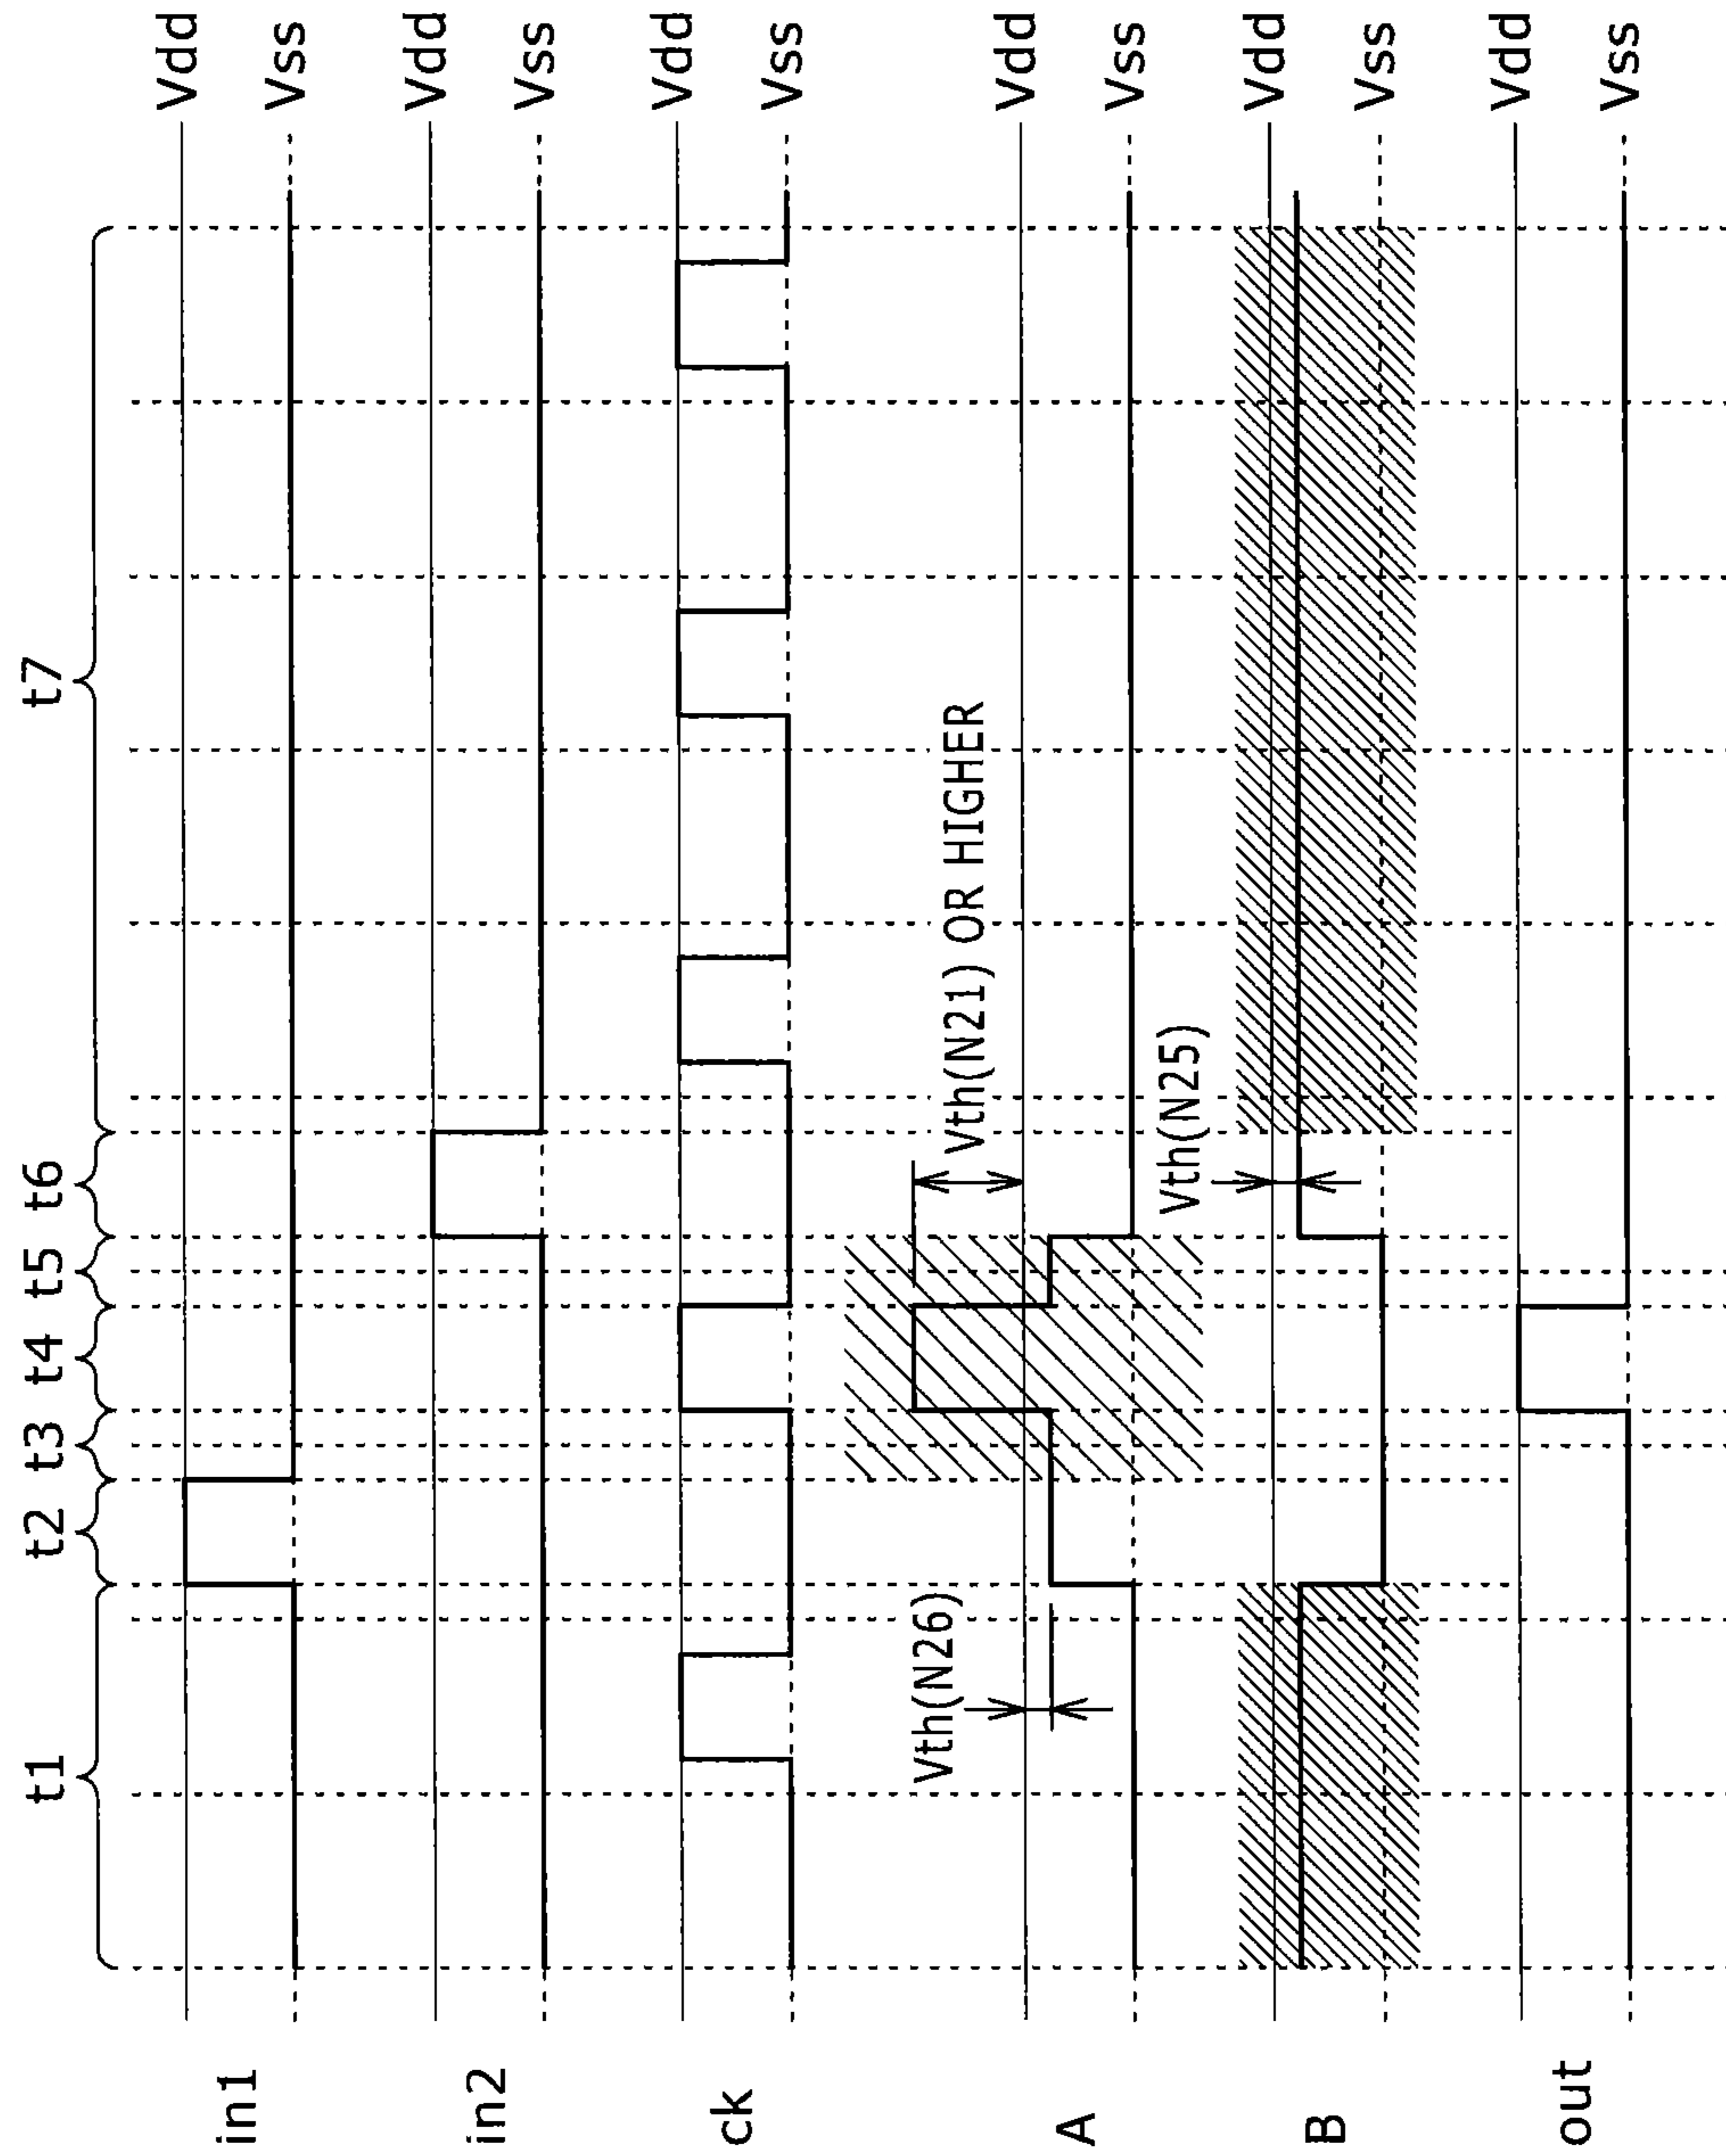 t1 t2 t3 t4 t5 t6 t7
in1 Vdd
Vss
in2 Vdd
Vss
ck Vdd
Vss
Vth(N26)
Vth(N21) OR HIGHER
A Vdd
Vss
Vth(N25)
B Vdd
Vss
out Vdd
Vss